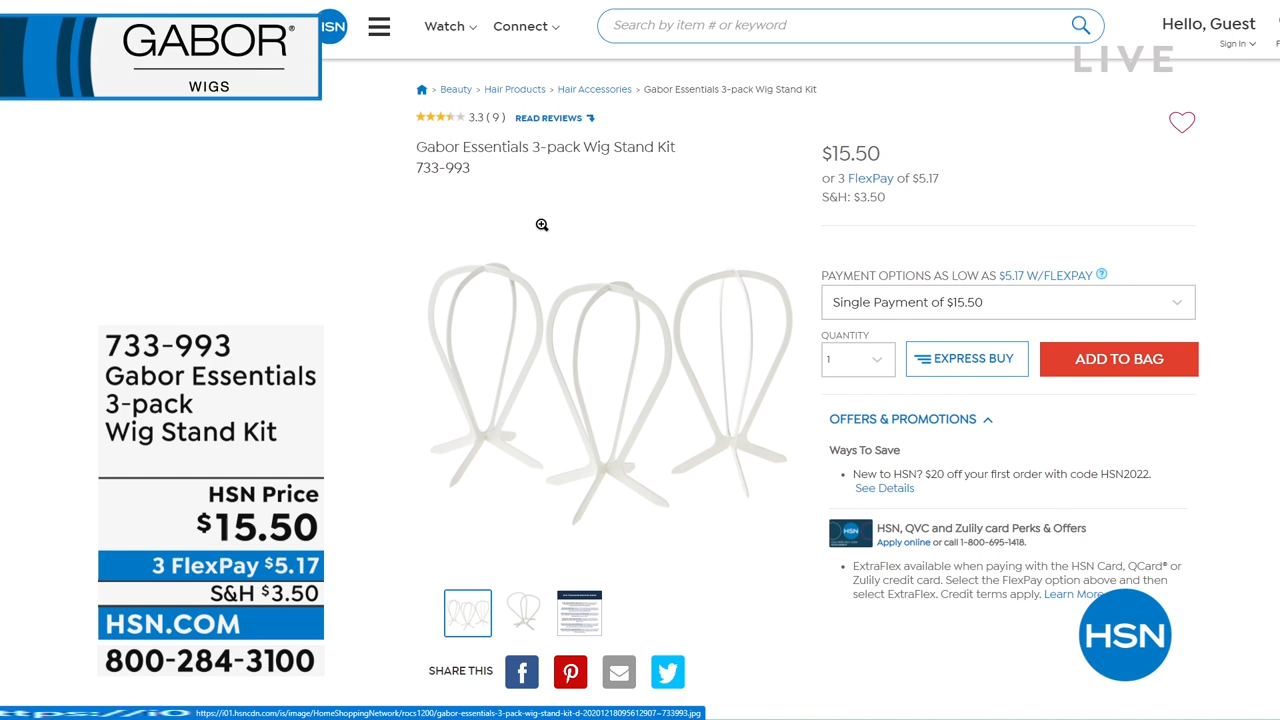 GABOR®
WIGS
HSN
Watch
Connect
Search by item # or keyword
Hello, Guest
Sign In
LIVE
> Beauty > Hair Products > Hair Accessories > Gabor Essentials 3-pack Wig Stand Kit
3.3 ( 9 ) READ REVIEWS
Gabor Essentials 3-pack Wig Stand Kit
733-993
$15.50
or 3 FlexPay of $5.17
S&H: $3.50
PAYMENT OPTIONS AS LOW AS $5.17 W/FLEXPAY ?
Single Payment of $15.50
QUANTITY
1
EXPRESS BUY
ADD TO BAG
OFFERS & PROMOTIONS
Ways To Save
• New to HSN? $20 off your first order with code HSN2022.
See Details
HSN
HSN, QVC and Zulily card Perks & Offers
Apply online or call 1-800-695-1418.
• ExtraFlex available when paying with the HSN Card, QCard® or
Zulily credit card. Select the FlexPay option above and then
select ExtraFlex. Credit terms apply. Learn More
HSN
733-993
Gabor Essentials
3-pack
Wig Stand Kit
HSN Price
$15.50
3 FlexPay $5.17
S&H $3.50
HSN.COM
800-284-3100
SHARE THIS
https://i01.hsncdn.com/is/image/HomeShoppingNetwork/rocs1200/gabor-essentials-3-pack-wig-stand-kit-d-20201218095612907~733993.jpg